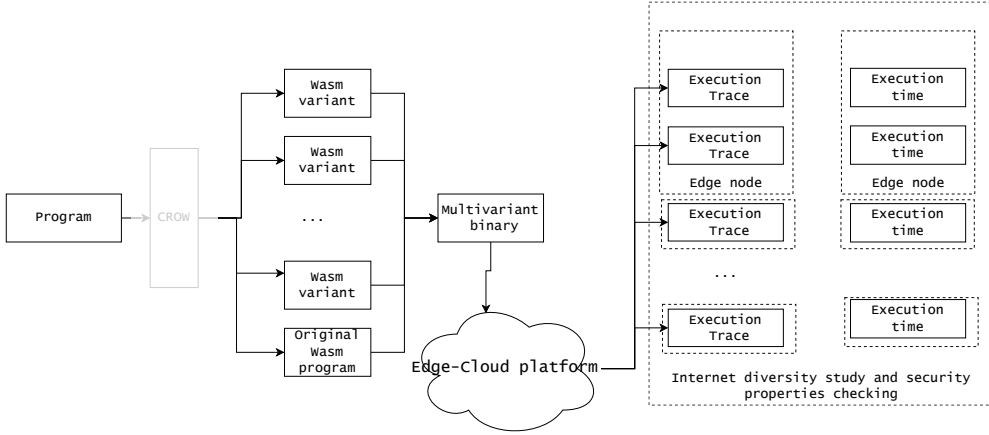 Program
CROW
Wasm
variant
Wasm
variant
...
Wasm
variant
Original
Wasm
program
Multivariant
binary
Edge-Cloud platform
Execution
Trace
Execution
Trace
Edge node
Execution
Trace
...
Execution
Trace
Execution
time
Execution
time
Edge node
Execution
time
Execution
time
Internet diversity study and security
properties checking